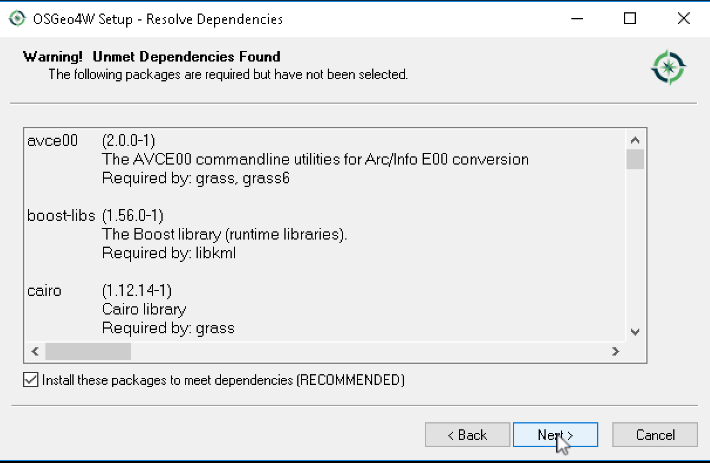 OSGeo4W Setup - Resolve Dependencies
Warning! Unmet Dependencies Found
The following packages are required but have not been selected.
avce00 (2.0.0-1)
The AVCE00 commandline utilities for Arc/Info E00 conversion
Required by: grass, grass6
boost-libs (1.56.0-1)
The Boost library (runtime libraries).
Required by: libkml
cairo (1.12.14-1)
Cairo library
Required by: grass
Install these packages to meet dependencies (RECOMMENDED)
< Back Next > Cancel